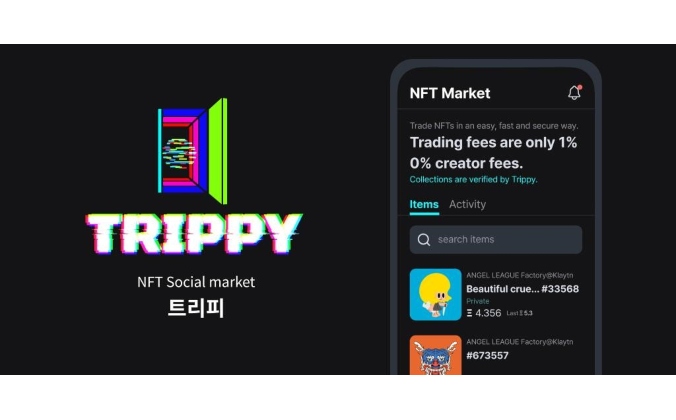 TRIPPY
NFT Social market
트리피
NFT Market
Trade NFTs in an easy, fast and secure way.
Trading fees are only 1%
0% creator fees.
Collections are verified by Trippy.
Items Activity
search items
ANGEL LEAGUE Factory@Klaytn
Beautiful crue... #33568
Private
Ξ 4.356 Last Ξ 5.3
ANGEL LEAGUE Factory@Klaytn
#673557